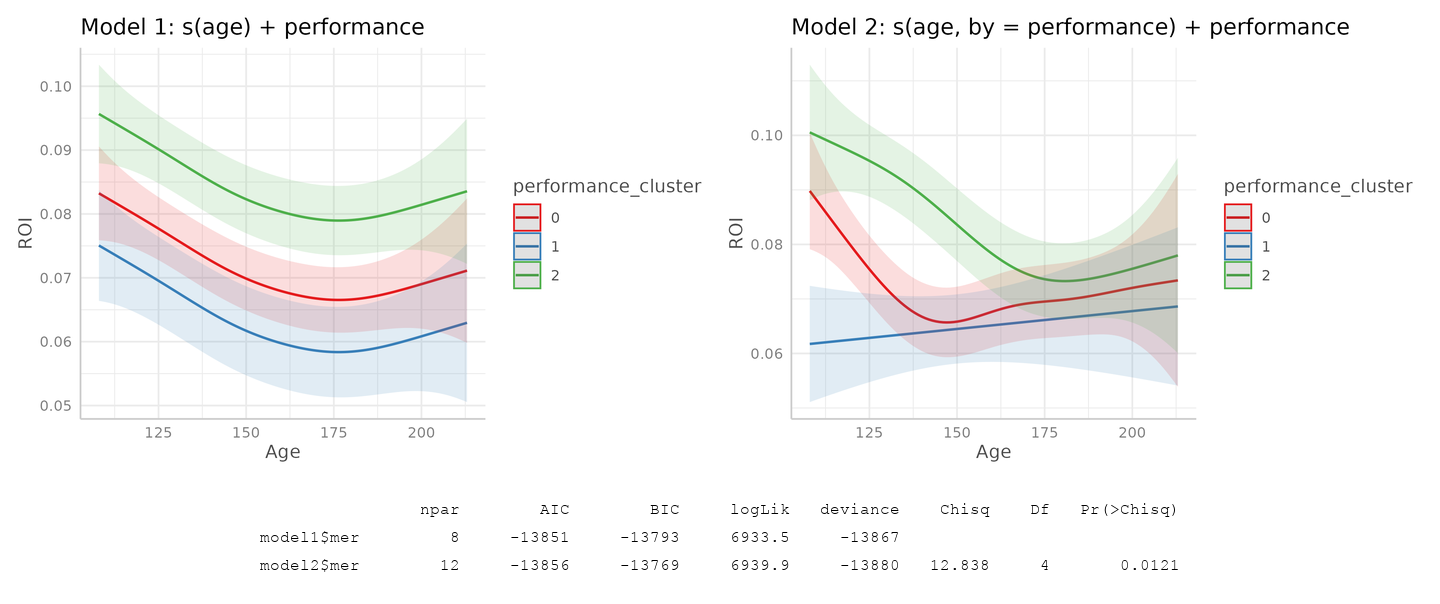 Model 1: s(age) + performance
0.10
0.09
0.08
0.07
0.06
0.05
ROI
125 150 175 200
Age
performance_cluster
0
1
2
Model 2: s(age, by = performance) + performance
0.10
0.08
0.06
ROI
125 150 175 200
Age
performance_cluster
0
1
2
npar AIC BIC logLik deviance Chisq Df Pr(>Chisq)
model1$mer 8 -13851 -13793 6933.5 -13867
model2$mer 12 -13856 -13769 6939.9 -13880 12.838 4 0.0121